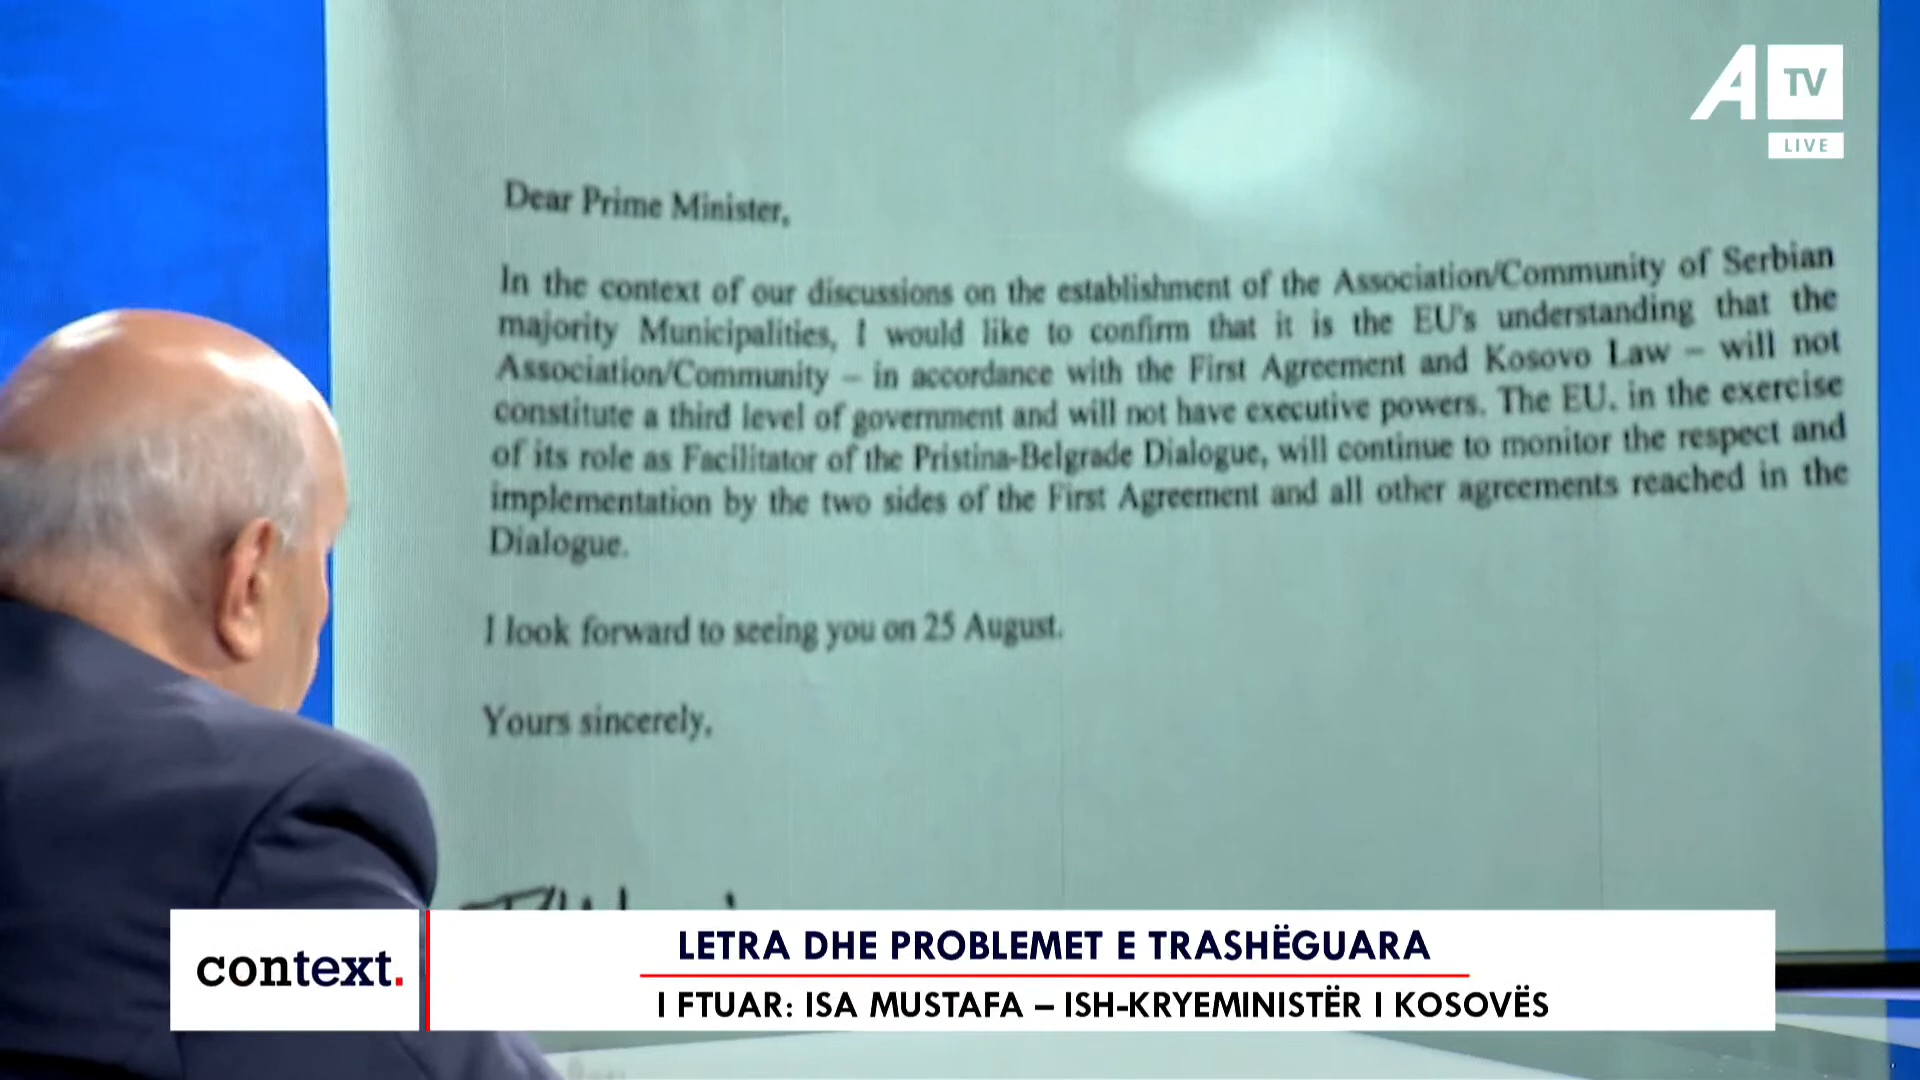 A TV
LIVE
Dear Prime Minister,
In the context of our discussions on the establishment of the Association/Community of Serbian
majority Municipalities, I would like to confirm that it is the EU's understanding that the
Association/Community – in accordance with the First Agreement and Kosovo Law – will not
constitute a third level of government and will not have executive powers. The EU, in the exercise
of its role as Facilitator of the Pristina-Belgrade Dialogue, will continue to monitor the respect and
implementation by the two sides of the First Agreement and all other agreements reached in the
Dialogue.
I look forward to seeing you on 25 August.
Yours sincerely,
context.
LETRA DHE PROBLEMET E TRASHËGUARA
I FTUAR: ISA MUSTAFA – ISH-KRYEMINISTËR I KOSOVËS